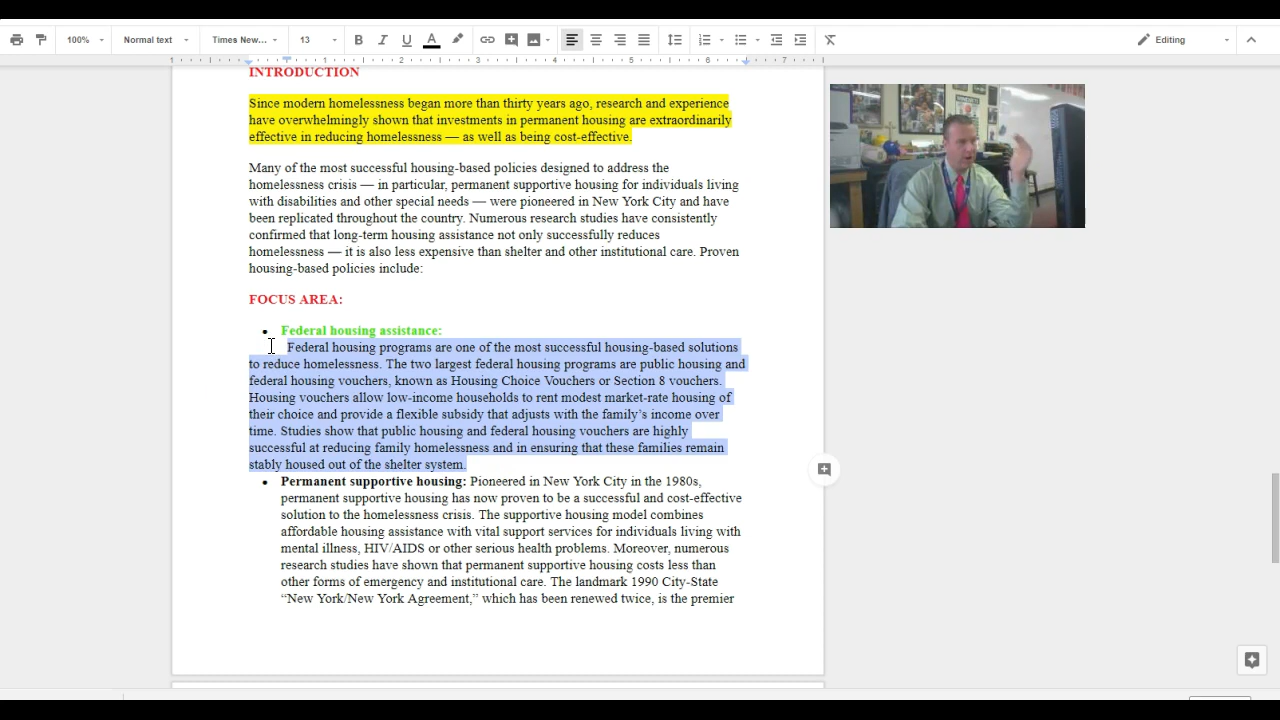 100%
Normal text
Times New...
13
Editing
1 1 2 3 4 5 6 7
INTRODUCTION
Since modern homelessness began more than thirty years ago, research and experience
have overwhelmingly shown that investments in permanent housing are extraordinarily
effective in reducing homelessness — as well as being cost-effective.
Many of the most successful housing-based policies designed to address the
homelessness crisis — in particular, permanent supportive housing for individuals living
with disabilities and other special needs — were pioneered in New York City and have
been replicated throughout the country. Numerous research studies have consistently
confirmed that long-term housing assistance not only successfully reduces
homelessness — it is also less expensive than shelter and other institutional care. Proven
housing-based policies include:
FOCUS AREA:
• Federal housing assistance:
Federal housing programs are one of the most successful housing-based solutions
to reduce homelessness. The two largest federal housing programs are public housing and
federal housing vouchers, known as Housing Choice Vouchers or Section 8 vouchers.
Housing vouchers allow low-income households to rent modest market-rate housing of
their choice and provide a flexible subsidy that adjusts with the family’s income over
time. Studies show that public housing and federal housing vouchers are highly
successful at reducing family homelessness and in ensuring that these families remain
stably housed out of the shelter system.
• Permanent supportive housing: Pioneered in New York City in the 1980s,
permanent supportive housing has now proven to be a successful and cost-effective
solution to the homelessness crisis. The supportive housing model combines
affordable housing assistance with vital support services for individuals living with
mental illness, HIV/AIDS or other serious health problems. Moreover, numerous
research studies have shown that permanent supportive housing costs less than
other forms of emergency and institutional care. The landmark 1990 City-State
“New York/New York Agreement,” which has been renewed twice, is the premier